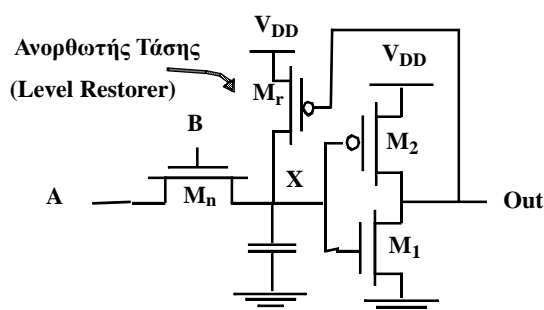 V_DD
Ανορθωτής Τάσης
(Level Restorer)
M_r
V_DD
B
M_2
X
A
M_n
Out
M_1